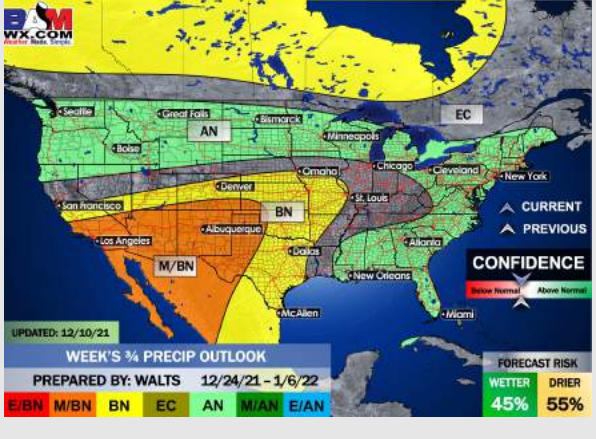 BAM
WX.COM
Weather Made Simple.
EC
Seattle
Great Falls
Bismarck
AN
Minneapolis
Boise
Chicago
Cleveland
Omaha
New York
Denver
St. Louis
San Francisco
BN
CURRENT
Albuquerque
PREVIOUS
Los Angeles
Atlanta
Dallas
M/BN
CONFIDENCE
New Orleans
Below Normal
Above Normal
McAllen
Miami
UPDATED: 12/10/21
WEEK'S ¾ PRECIP OUTLOOK
PREPARED BY: WALTS 12/24/21 - 1/6/22
E/BN M/BN BN EC AN M/AN E/AN
FORECAST RISK
WETTER DRIER
45% 55%